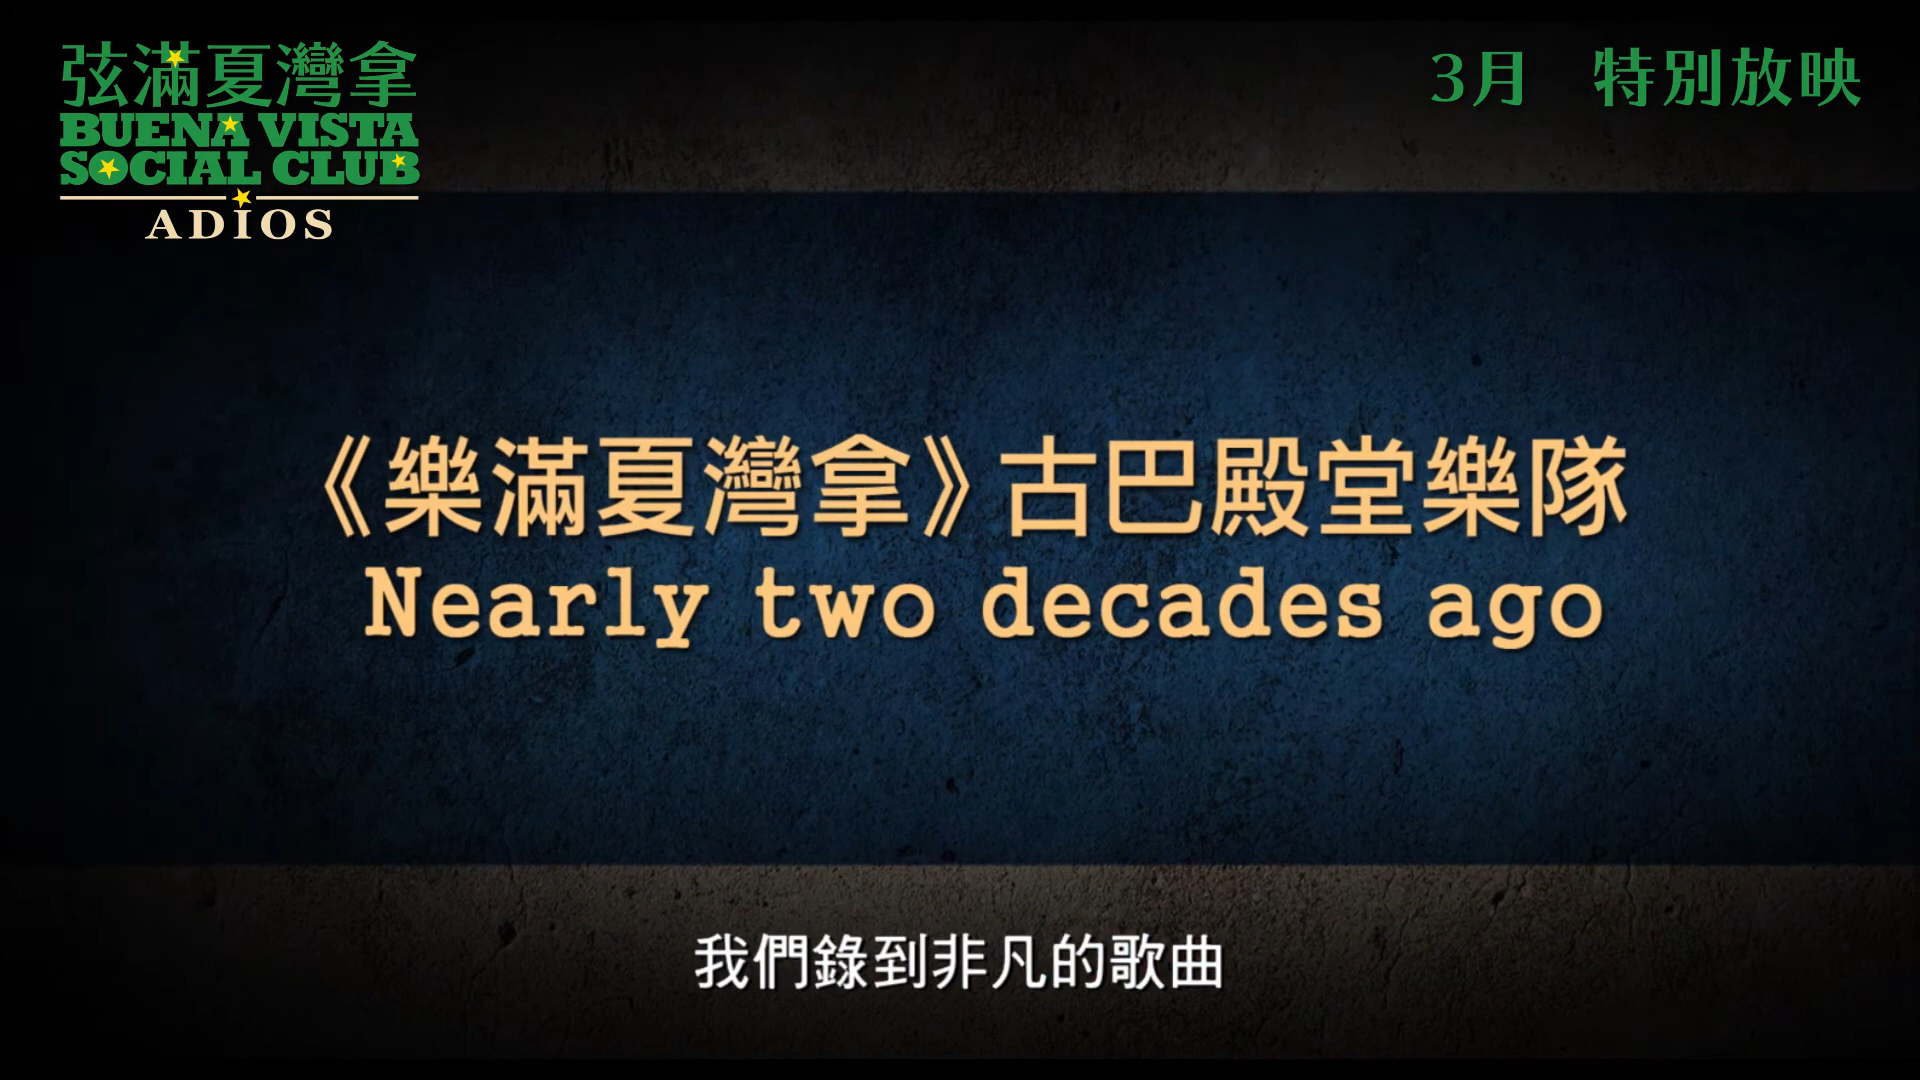 弦滿夏灣拿
BUENA VISTA
SOCIAL CLUB
ADIOS
3月 特別放映
《樂滿夏灣拿》古巴殿堂樂隊
Nearly two decades ago
我們錄到非凡的歌曲